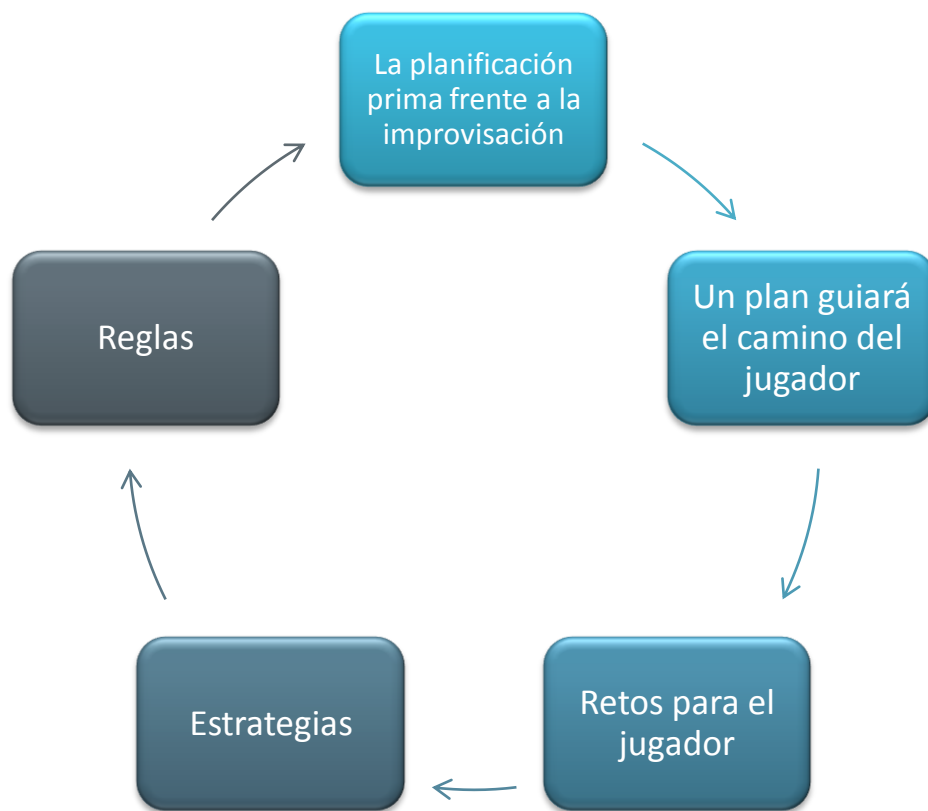 La planificación
prima frente a la
improvisación
Un plan guiará
el camino del
jugador
Retos para el
jugador
Estrategias
Reglas